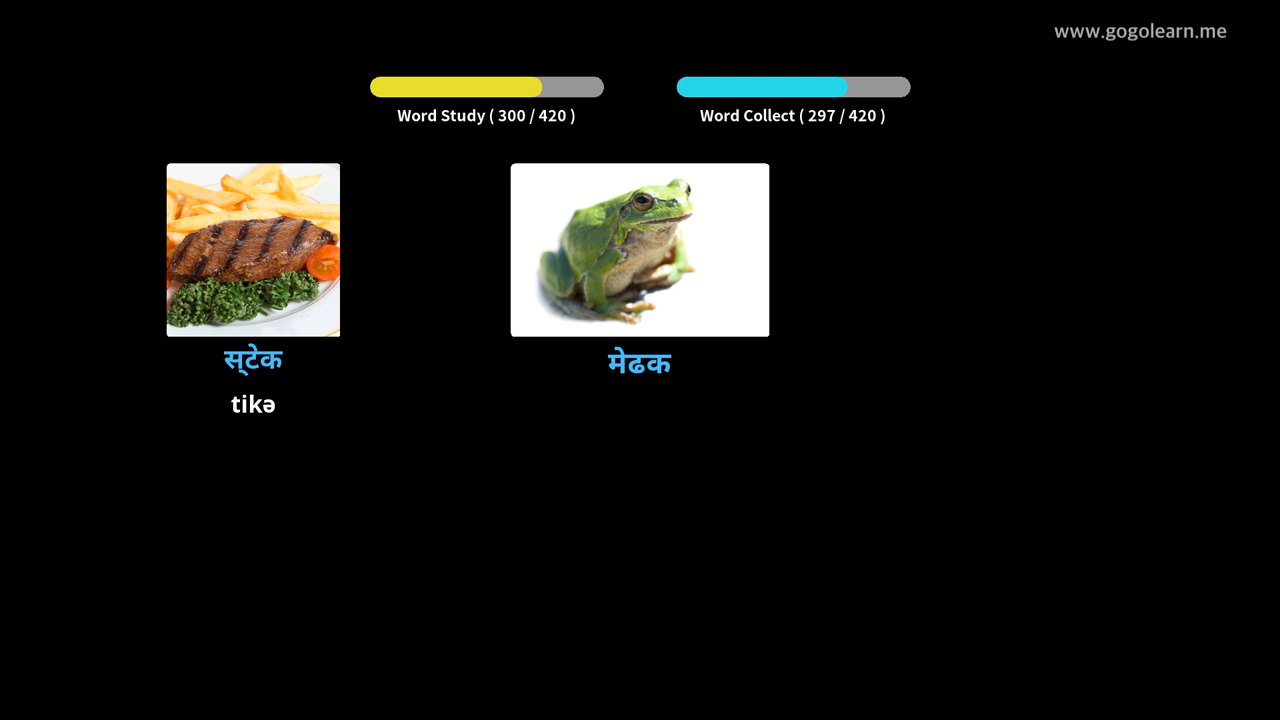 www.gogolearn.me
Word Study ( 300 / 420 )
Word Collect ( 297 / 420 )
स्‌टेक
मेढक
tikə